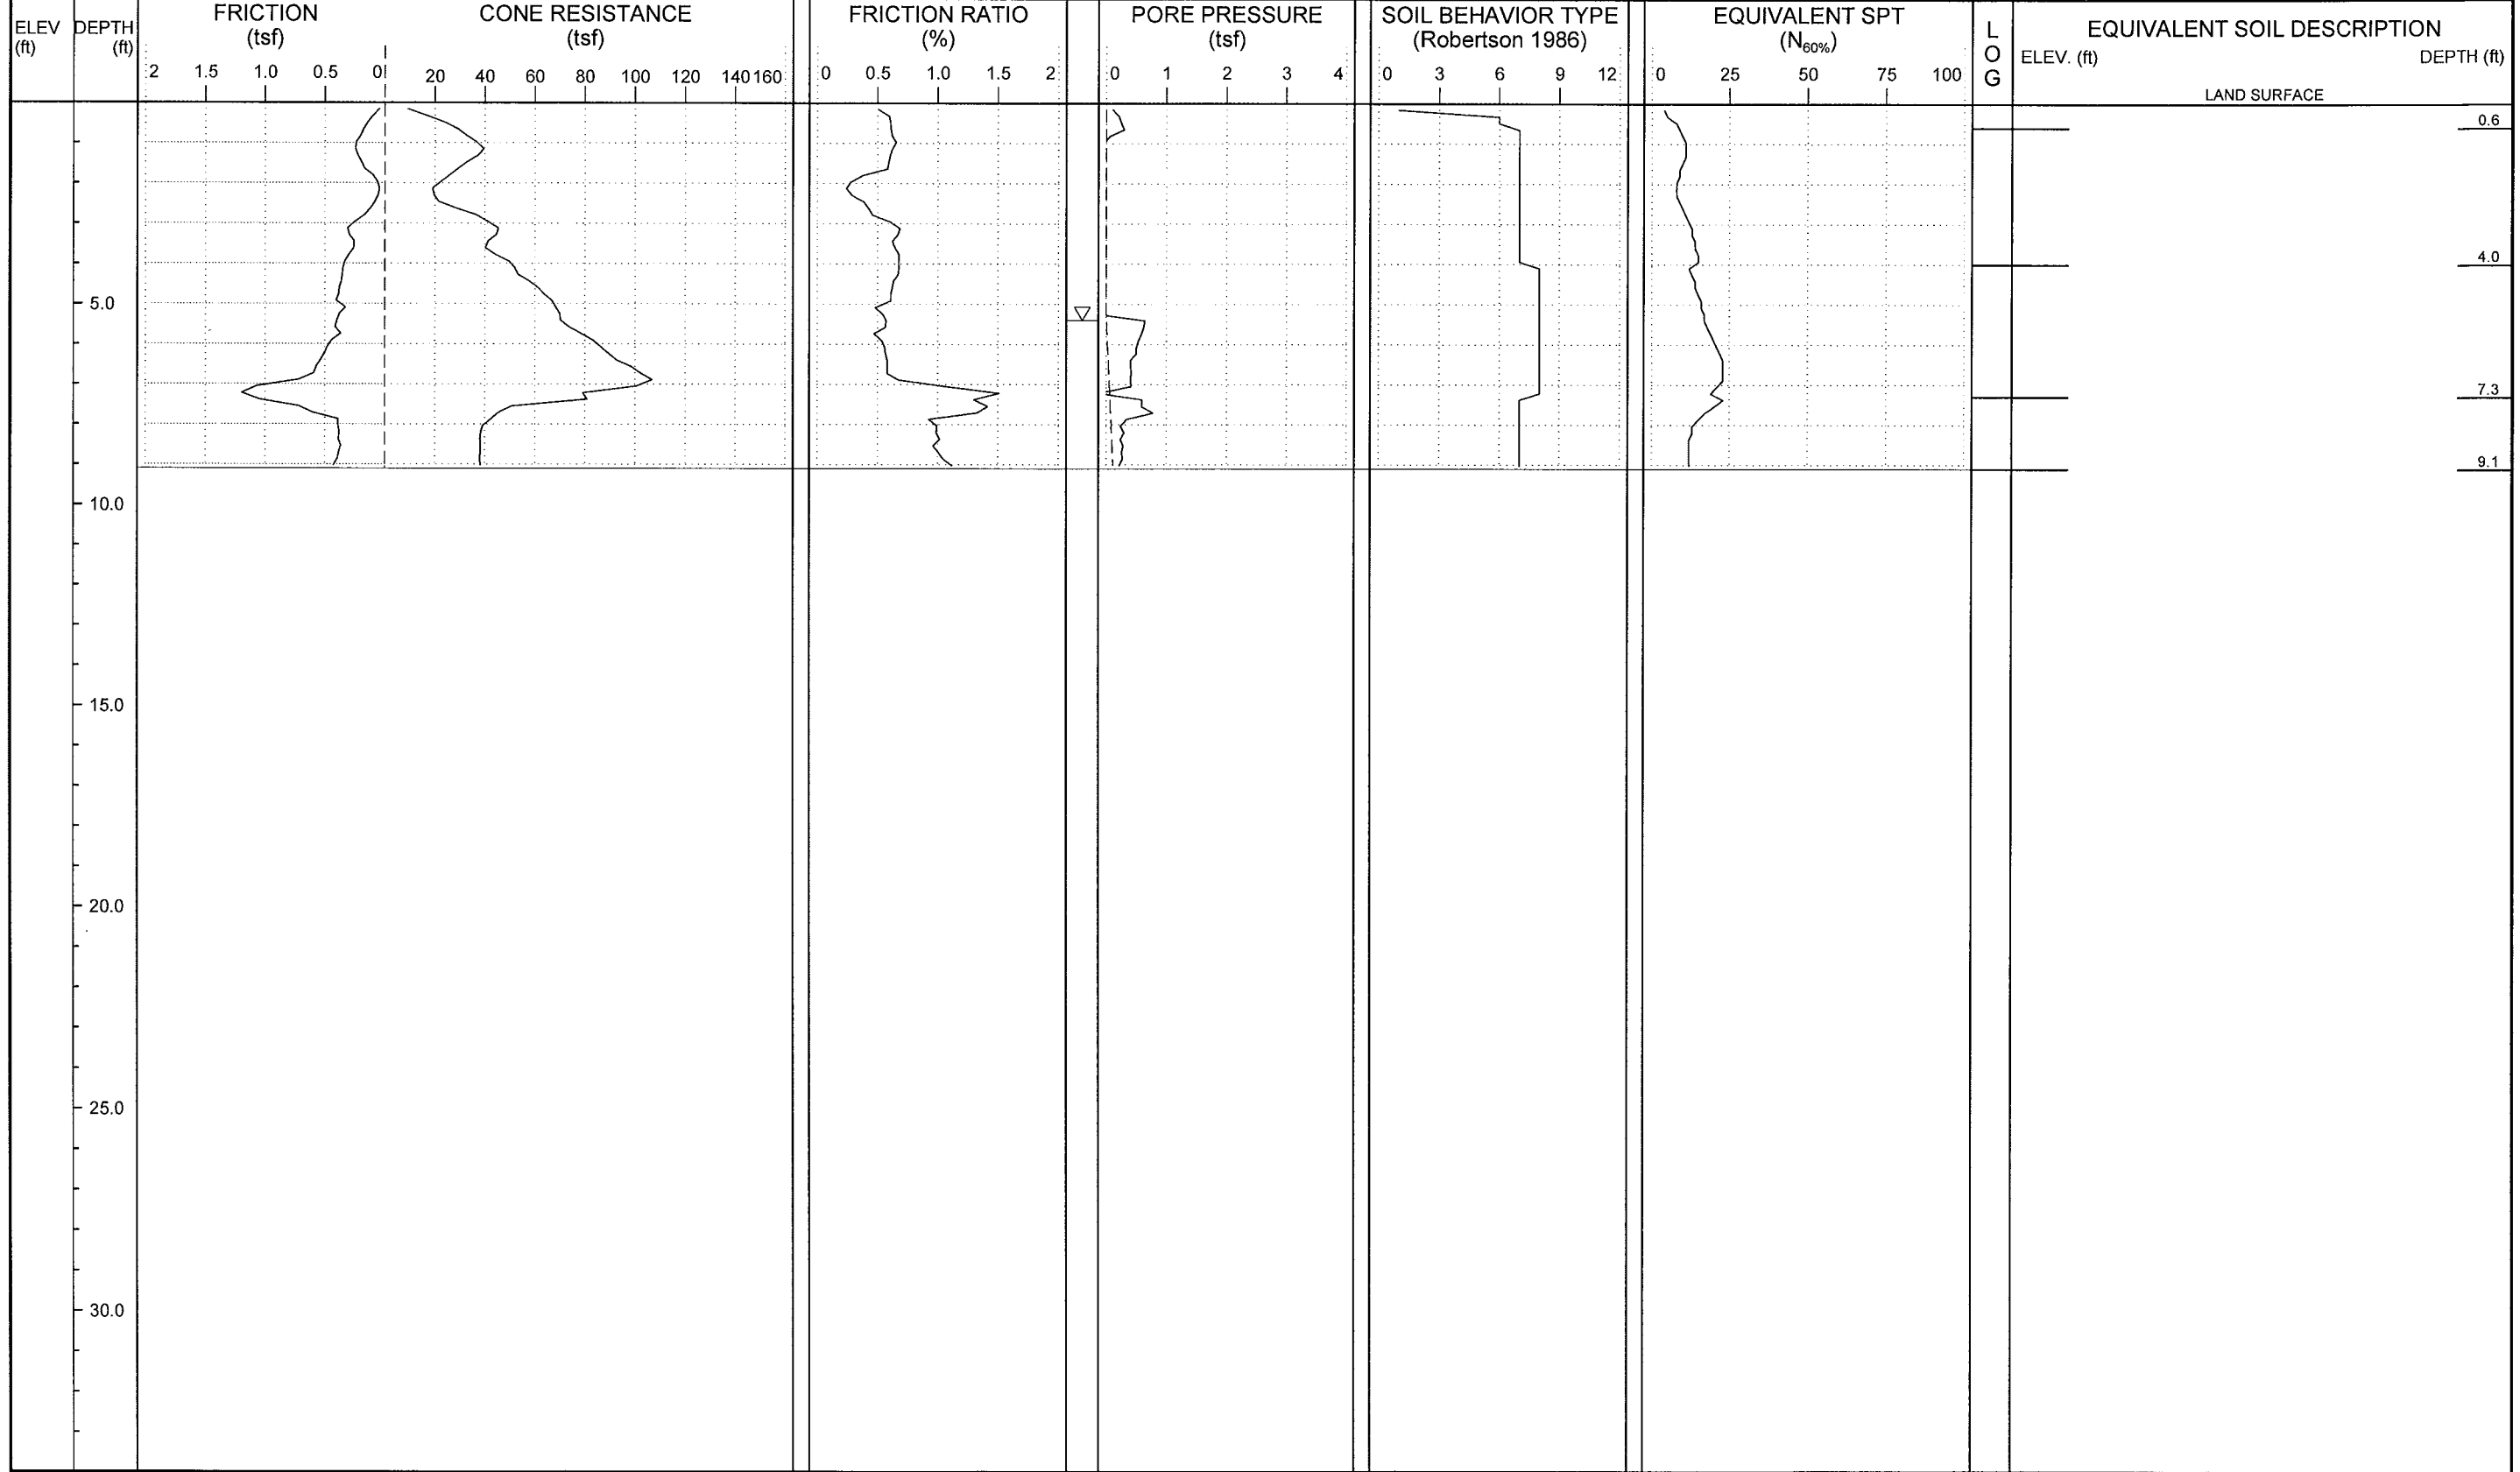 ELEV
(ft)
DEPTH
(ft)
FRICTION
(tsf)
2 1.5 1.0 0.5 0
CONE RESISTANCE
(tsf)
20 40 60 80 100 120 140 160
FRICTION RATIO
(%)
0 0.5 1.0 1.5 2
PORE PRESSURE
(tsf)
0 1 2 3 4
SOIL BEHAVIOR TYPE
(Robertson 1986)
0 3 6 9 12
EQUIVALENT SPT
(N60%)
0 25 50 75 100
L
O
G
EQUIVALENT SOIL DESCRIPTION
ELEV. (ft) DEPTH (ft)
LAND SURFACE
0.6
4.0
7.3
9.1
5.0
10.0
15.0
20.0
25.0
30.0